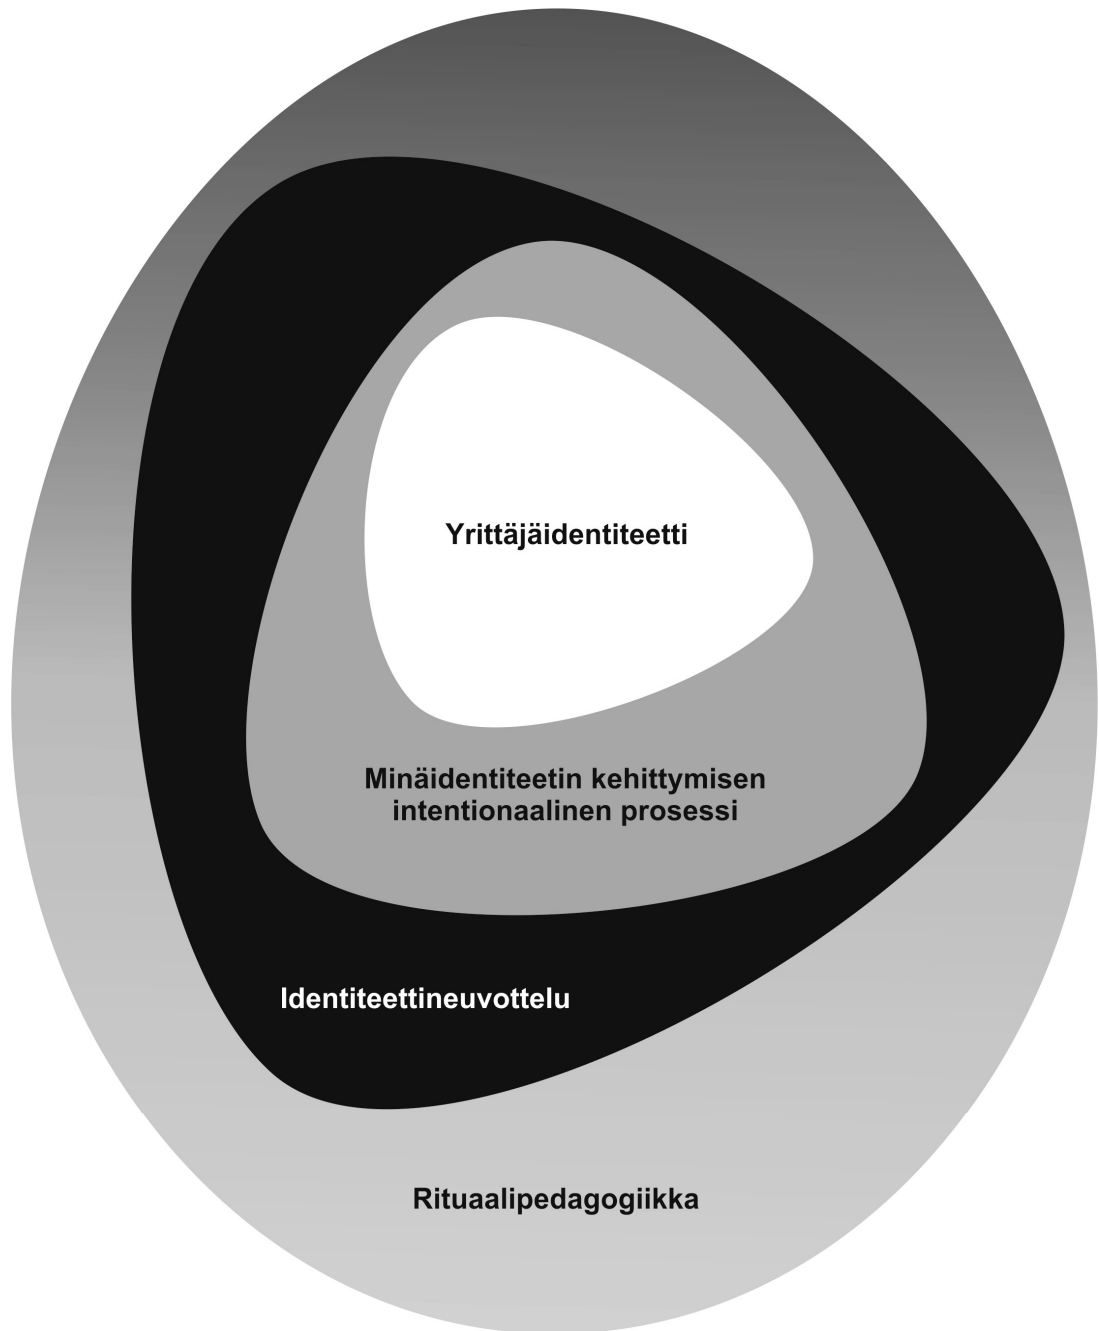 Yrittäjäidentiteetti
Minäidentiteetin kehittymisen
intentionaalinen prosessi
Identiteettineuvottelu
Rituaalipedagogiikka